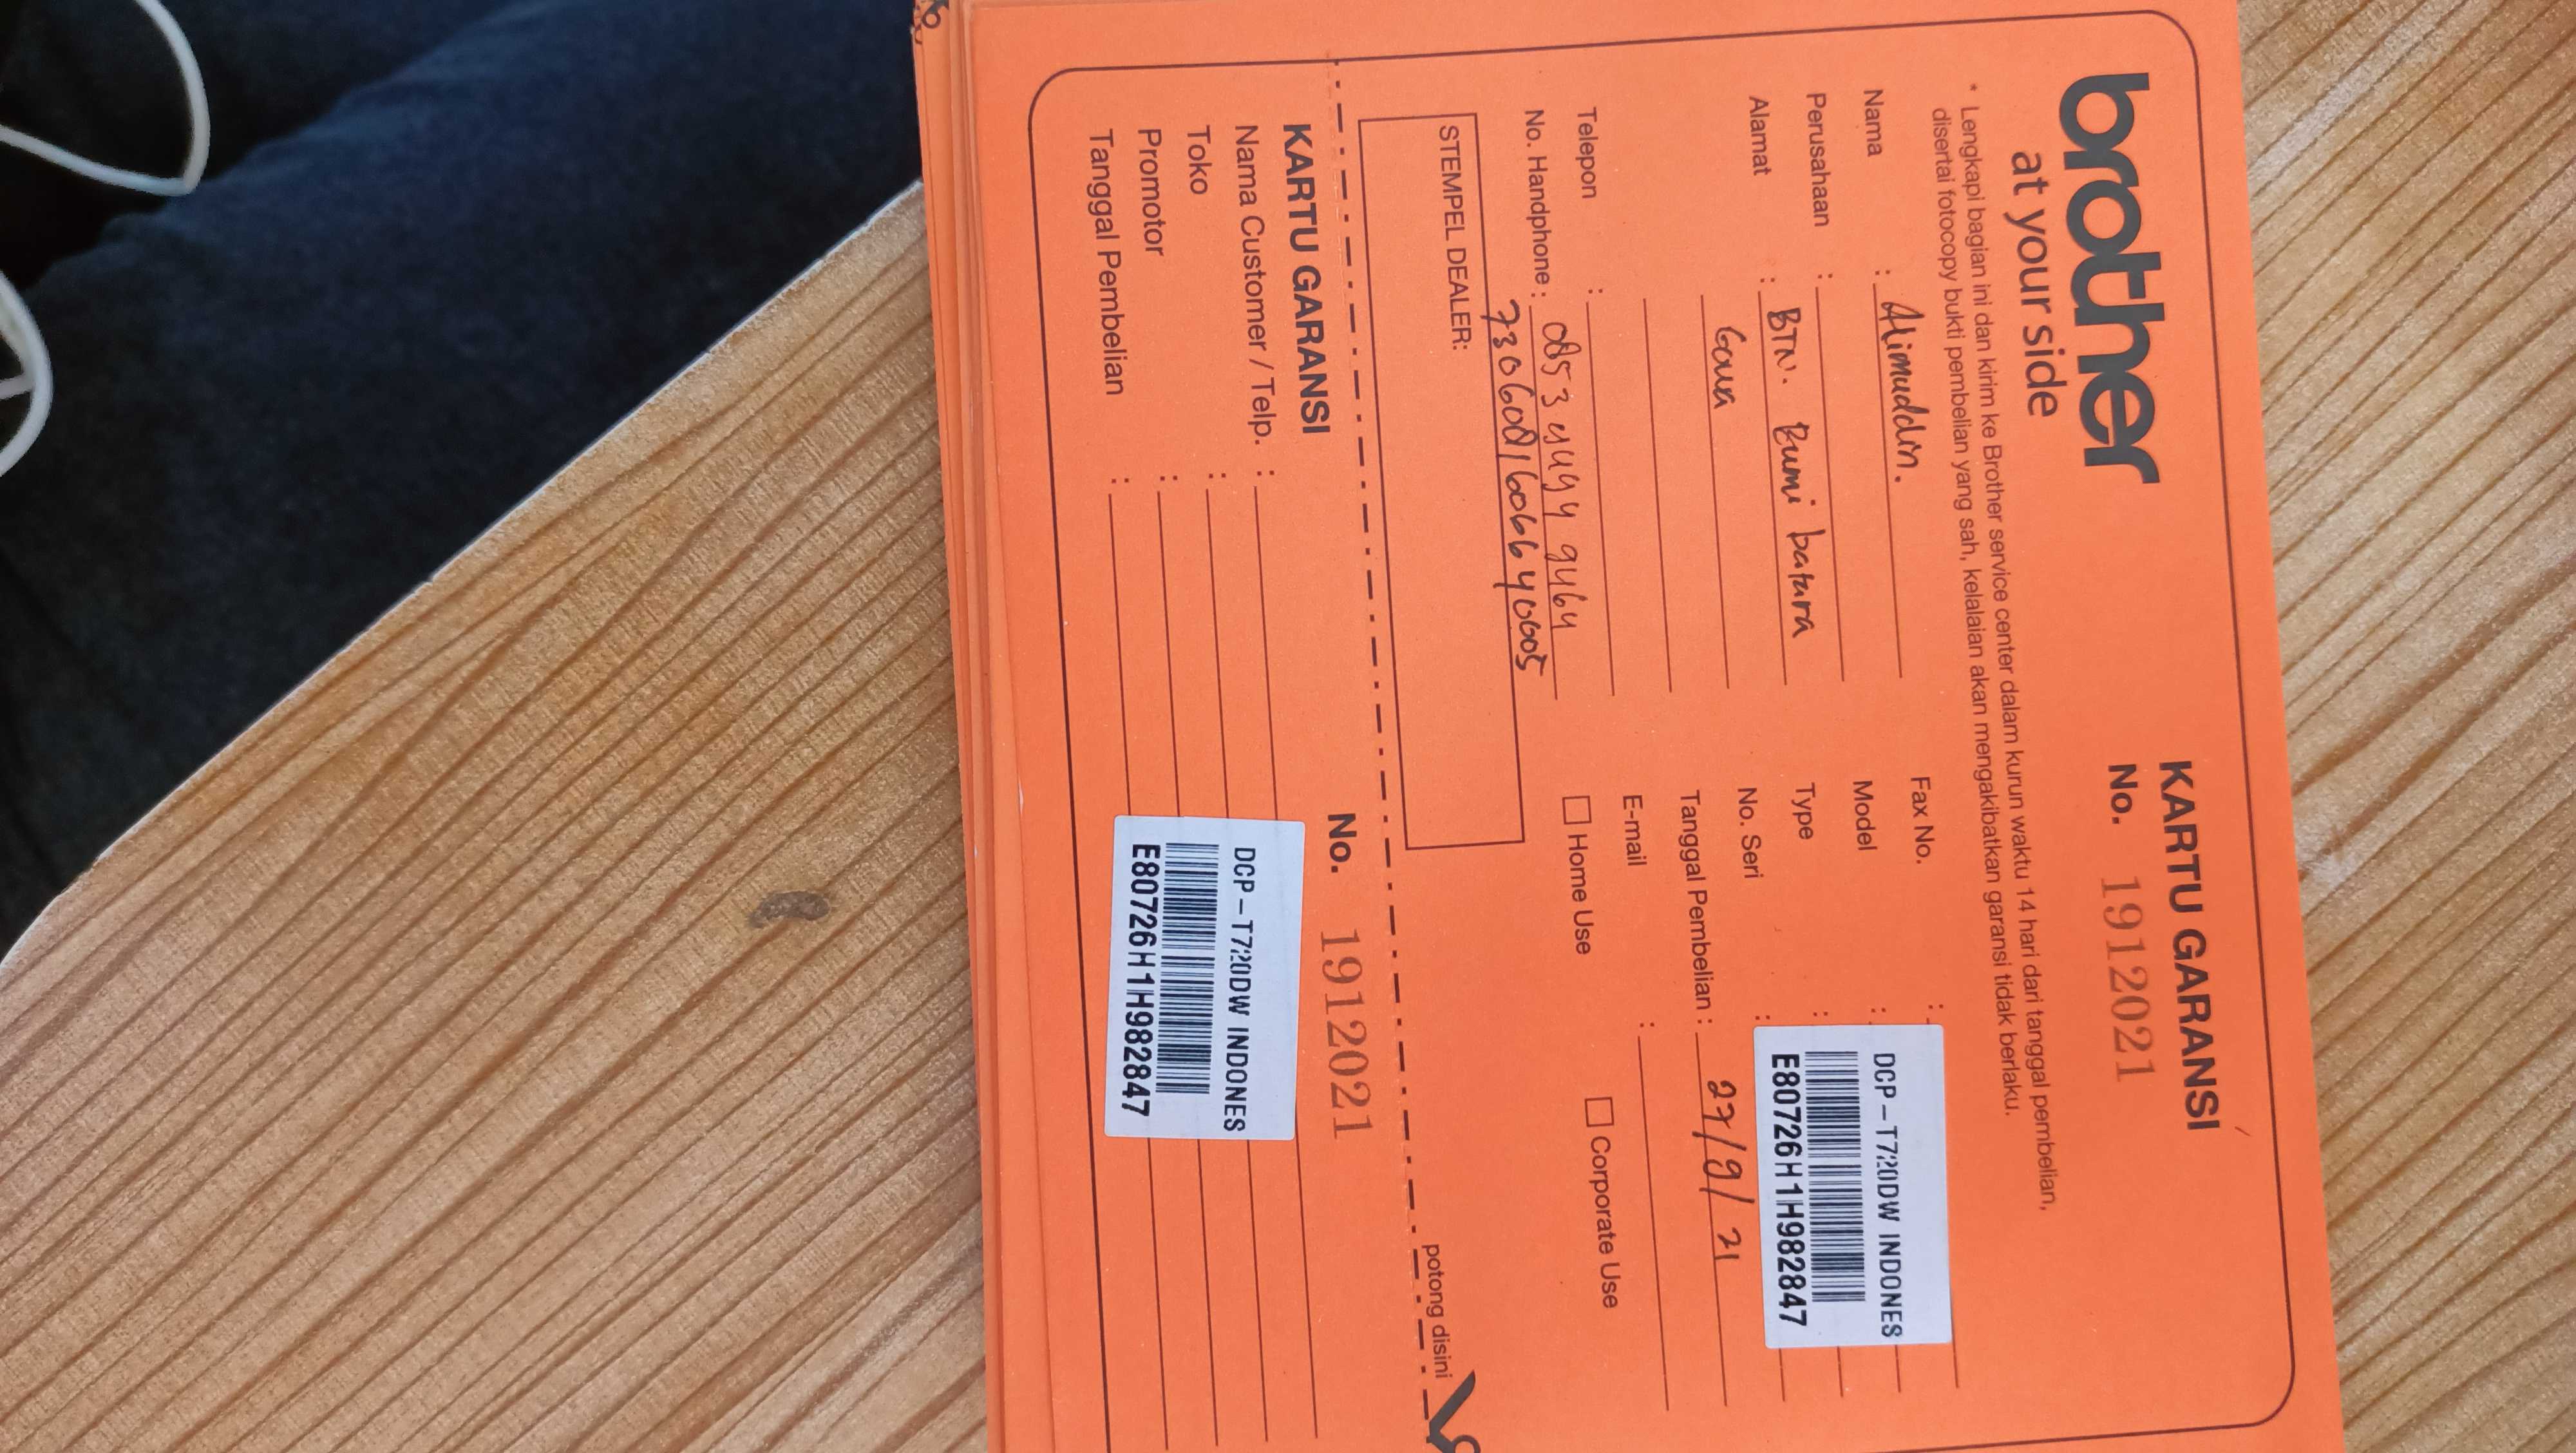 brother
at your side
KARTU GARANSI
No. 1912021
* Lengkapi bagian ini dan kirim ke Brother service center dalam kurun waktu 14 hari dari tanggal pembelian,
disertai fotocopy bukti pembelian yang sah, kelalaian akan mengakibatkan garansi tidak berlaku.
Nama : Alimuddin.
Perusahaan :
Alamat : BTN. Bumi batara
Gowa
Telepon :
No. Handphone : 085 3 4494 9464
7306081606640005
STEMPEL DEALER:
Fax No. :
Model :
Type :
No. Seri :
DCP-T720DW INDONES
E80726H1H982847
Tanggal Pembelian : 27/9/21
E-mail :
Home Use
Corporate Use
potong disini
KARTU GARANSI
No. 1912021
Nama Customer / Telp. :
Toko :
Promotor :
Tanggal Pembelian :
DCP-T720DW INDONES
E80726H1H982847